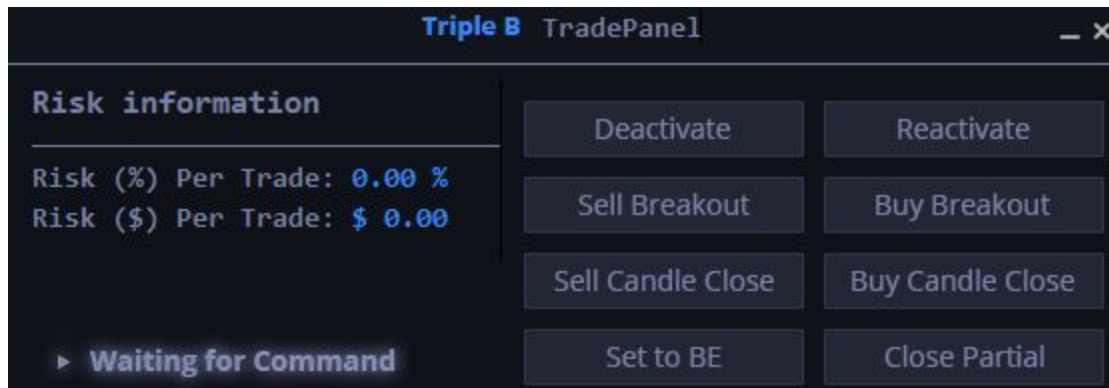 Triple B TradePanel
Risk information
Risk (%) Per Trade: 0.00 %
Risk ($) Per Trade: $ 0.00
Waiting for Command
Deactivate
Reactivate
Sell Breakout
Buy Breakout
Sell Candle Close
Buy Candle Close
Set to BE
Close Partial